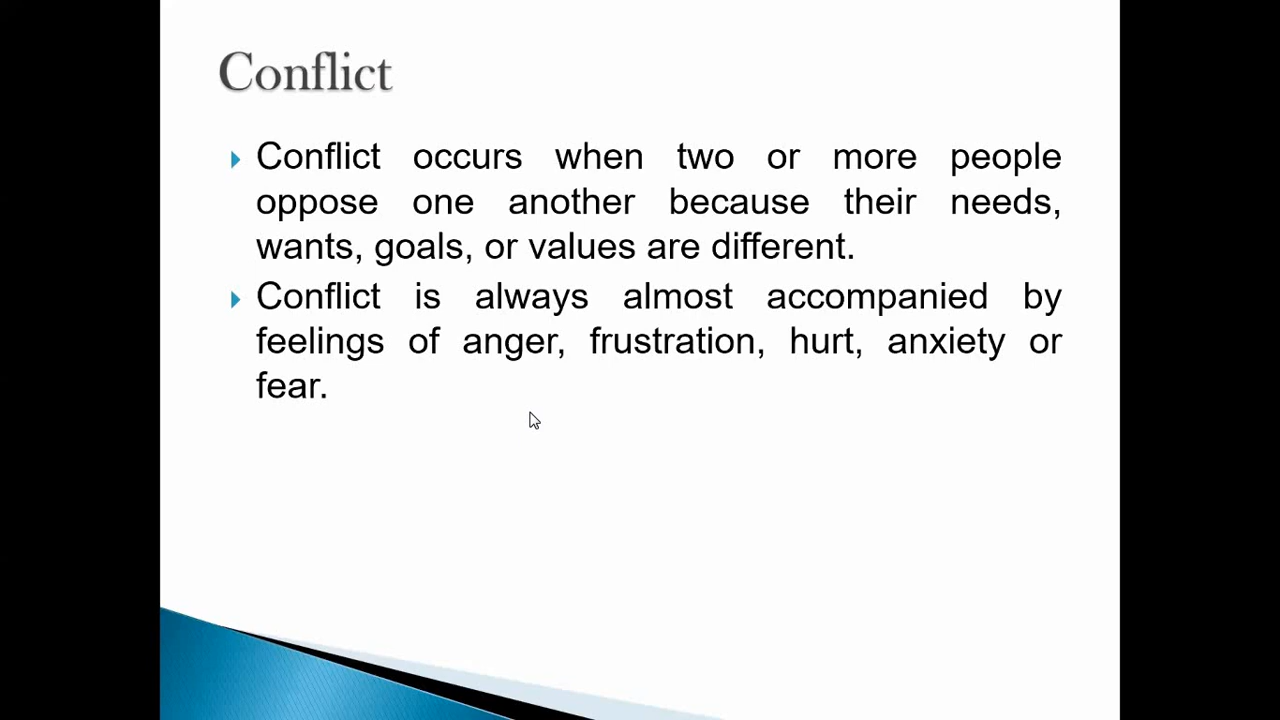 Conflict
Conflict occurs when two or more people
oppose one another because their needs,
wants, goals, or values are different.
Conflict is always almost accompanied by
feelings of anger, frustration, hurt, anxiety or
fear.